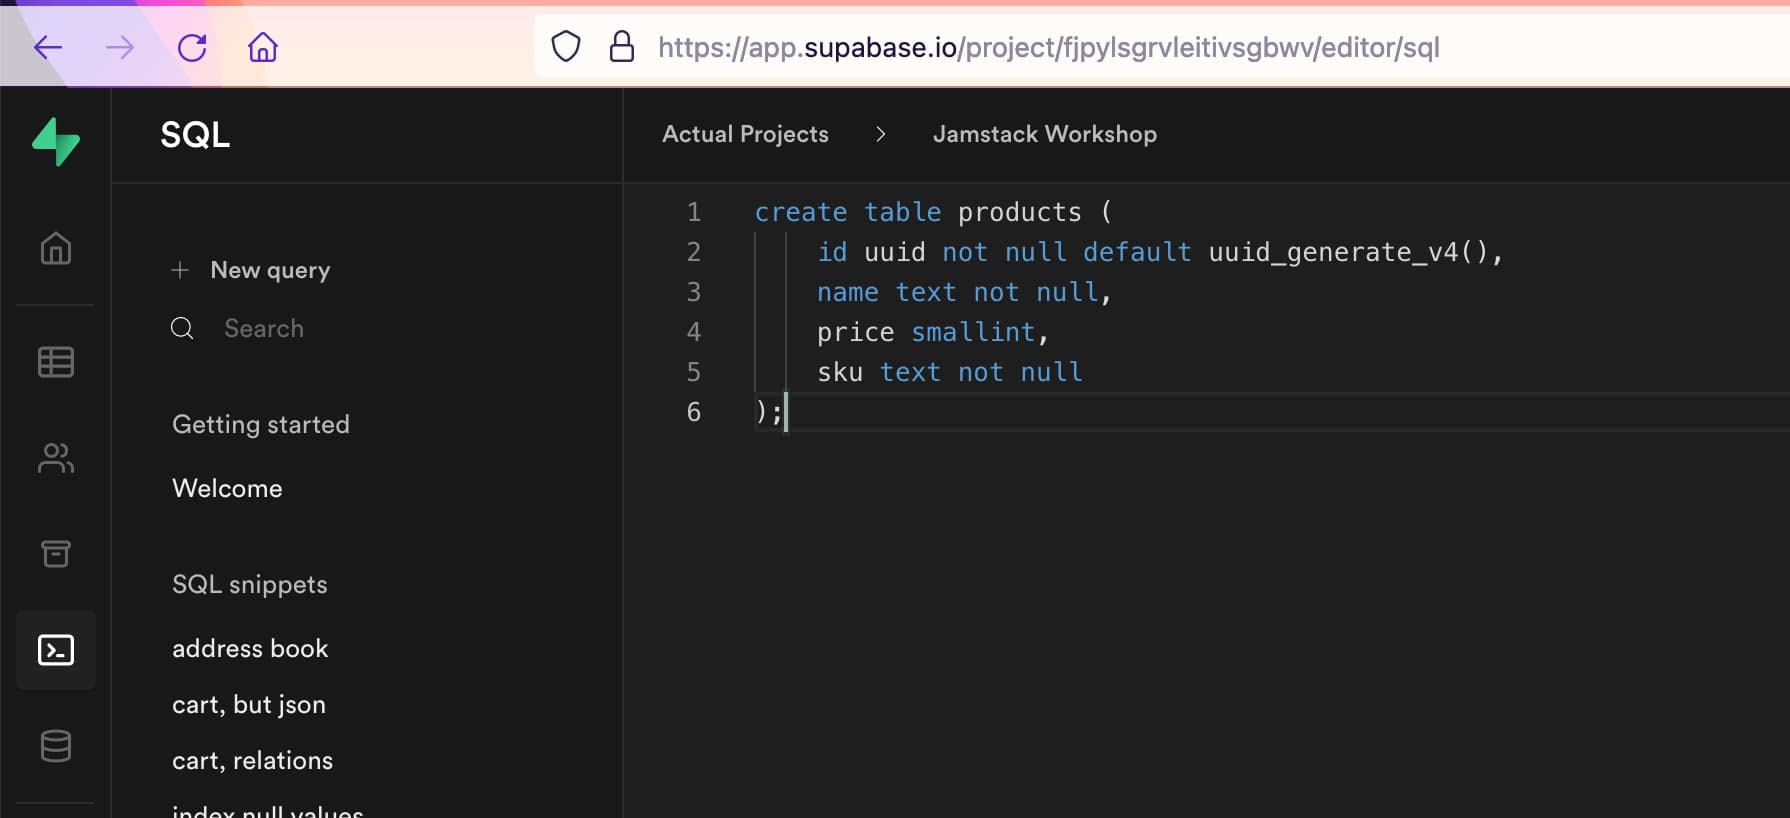 https://app.supabase.io/project/fjpylsgrvleitivsgbwv/editor/sql
SQL
Actual Projects > Jamstack Workshop
New query
Search
Getting started
Welcome
SQL snippets
address book
cart, but json
cart, relations
index null values
1 create table products (
2 id uuid not null default uuid_generate_v4(),
3 name text not null,
4 price smallint,
5 sku text not null
6 );